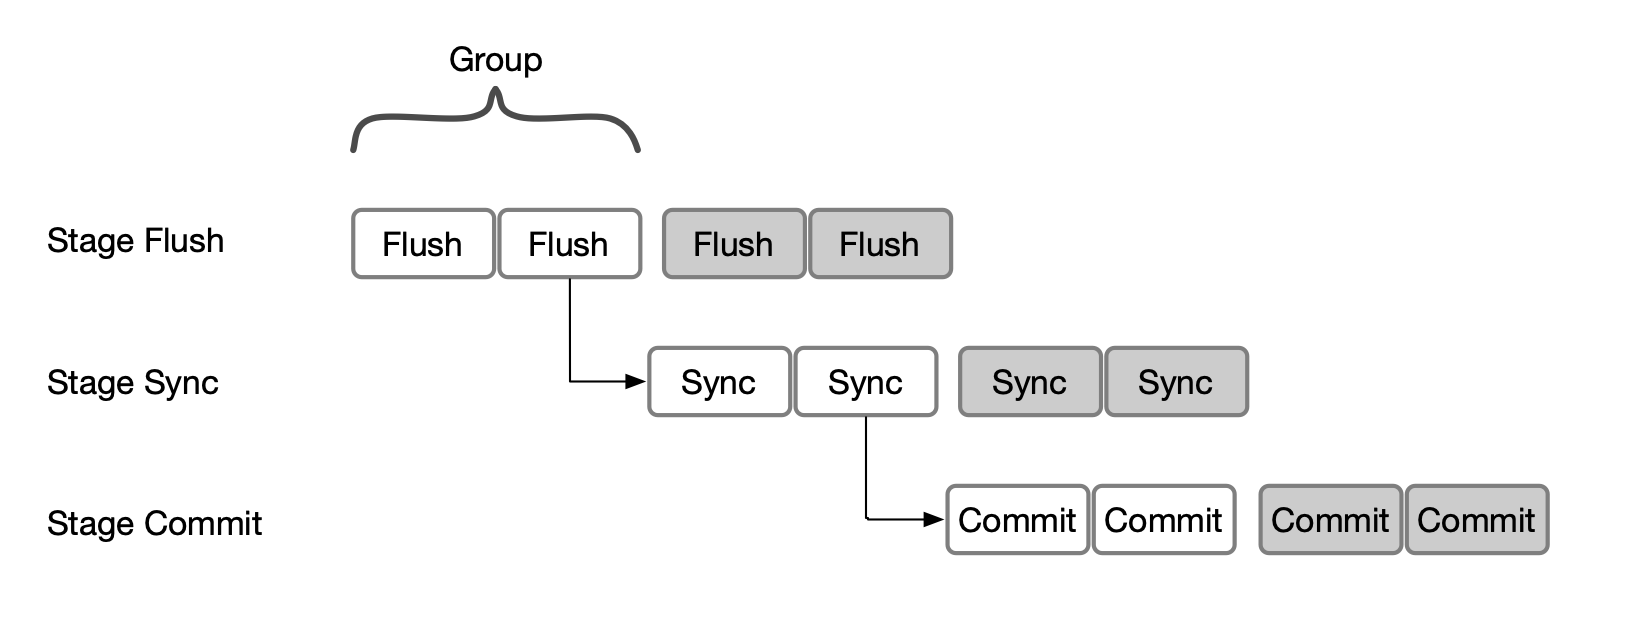 Group
Stage Flush
Flush Flush Flush Flush
Stage Sync
Sync Sync Sync Sync
Stage Commit
Commit Commit Commit Commit